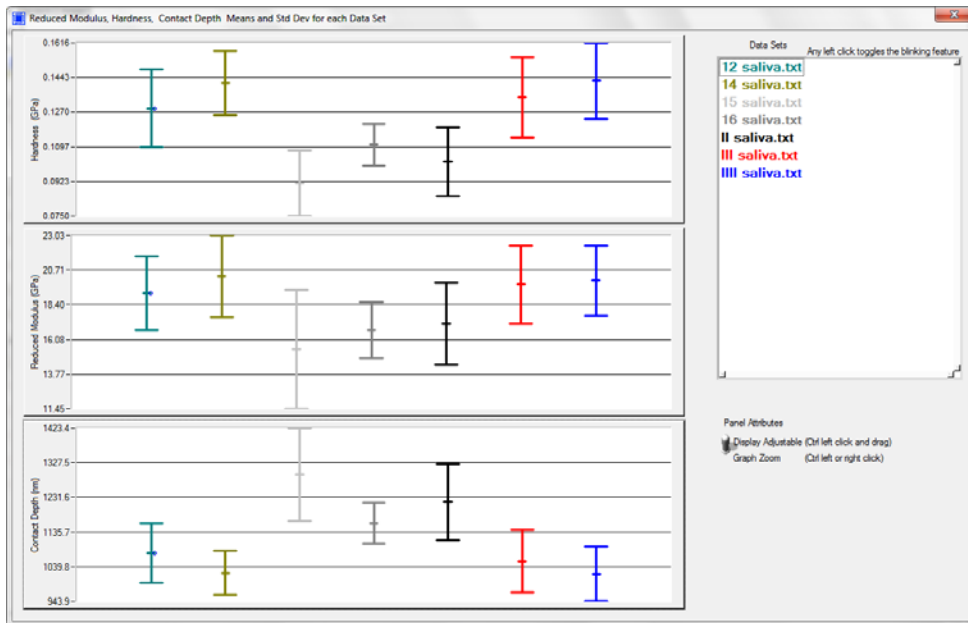 Reduced Modulus, Hardness, Contact Depth Means and Std Dev for each Data Set
0.1616
0.1443
0.1270
0.1097
0.0923
0.0750
Hardness (GPa)
23.03
20.71
18.40
16.08
13.77
11.45
Reduced Modulus (GPa)
1423.4
1327.5
1231.6
1135.7
1039.8
943.9
Contact Depth (nm)
Data Sets
Any left click toggles the blinking feature
12 saliva.txt
14 saliva.txt
15 saliva.txt
16 saliva.txt
II saliva.txt
III saliva.txt
IIII saliva.txt
Panel Attributes
Display Adjustable (Ctrl left click and drag)
Graph Zoom (Ctrl left or right click)